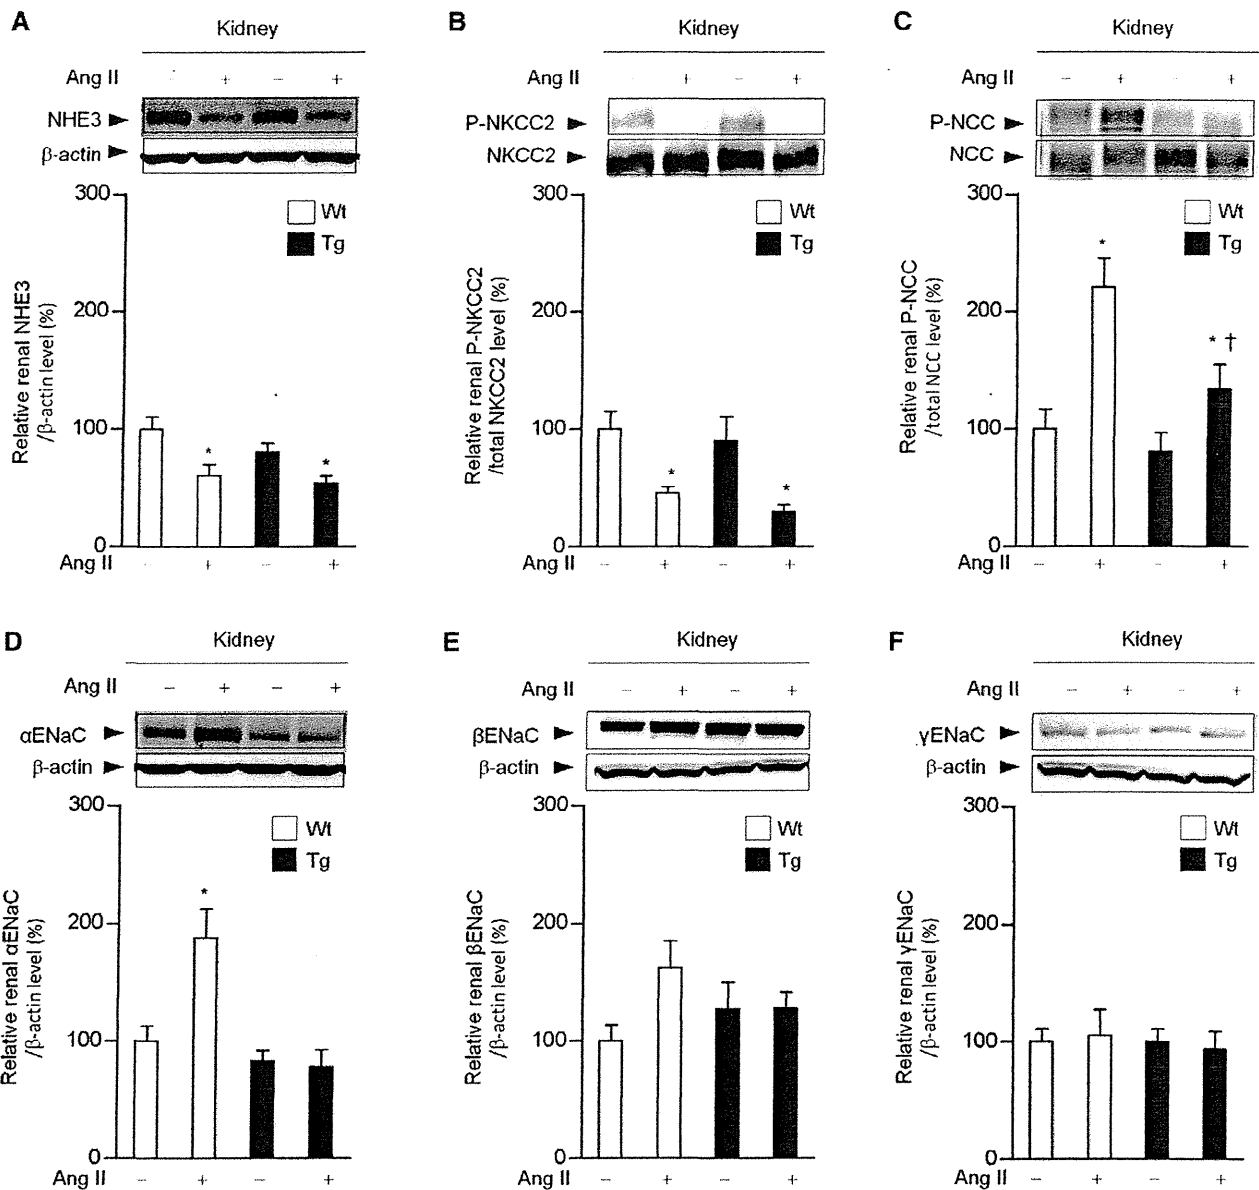 A
Kidney
Ang II - + - +
NHE3
β-actin
300
200
100
0
Wt
Tg
Relative renal NHE3
/β-actin level (%)
Ang II - + - +
B
Kidney
Ang II - + - +
P-NKCC2
NKCC2
300
200
100
0
Wt
Tg
Relative renal P-NKCC2
/total NKCC2 level (%)
* *
Ang II - + - +
C
Kidney
Ang II - + - +
P-NCC
NCC
300
200
100
0
Wt
Tg
Relative renal P-NCC
/total NCC level (%)
*
* †
Ang II - + - +
D
Kidney
Ang II - + - +
αENaC
β-actin
300
200
100
0
Wt
Tg
Relative renal αENaC
/β-actin level (%)
*
Ang II - + - +
E
Kidney
Ang II - + - +
βENaC
β-actin
300
200
100
0
Wt
Tg
Relative renal βENaC
/β-actin level (%)
Ang II - + - +
F
Kidney
Ang II - + - +
γENaC
β-actin
300
200
100
0
Wt
Tg
Relative renal γENaC
/β-actin level (%)
Ang II - + - +